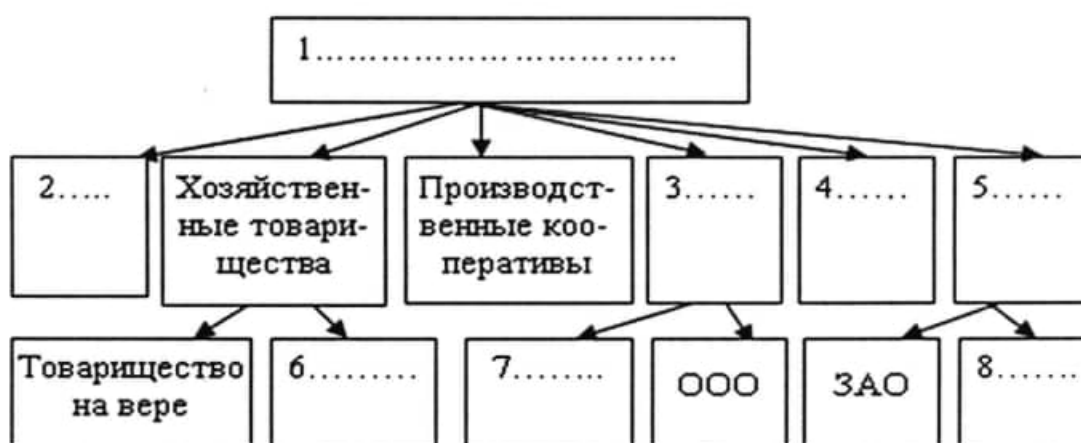 1……………… ……………
2…..
Хозяйствен-
ные товари-
щества
Производст-
венные коо-
перативы
3……
4……
5……
Товарищество
на вере
6………
7……..
ООО
ЗАО
8…….